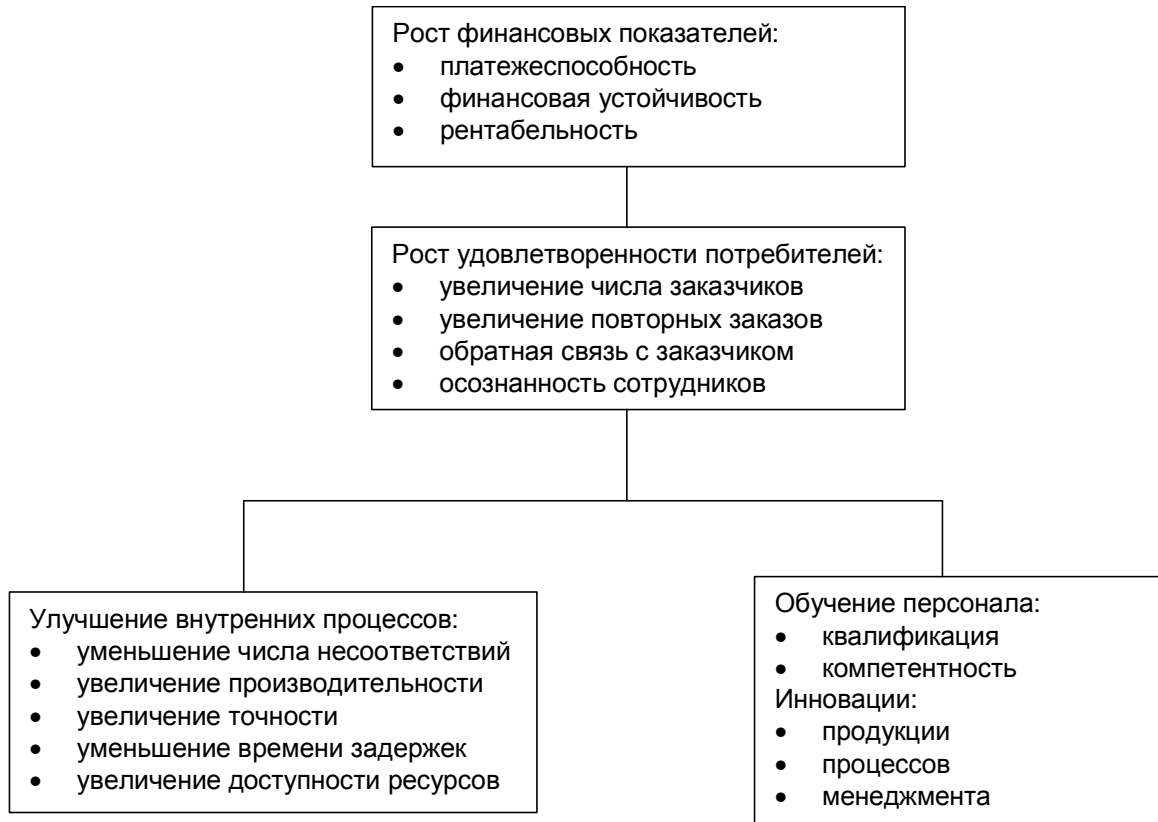 Рост финансовых показателей:
• платежеспособность
• финансовая устойчивость
• рентабельность
Рост удовлетворенности потребителей:
• увеличение числа заказчиков
• увеличение повторных заказов
• обратная связь с заказчиком
• осознанность сотрудников
Улучшение внутренних процессов:
• уменьшение числа несоответствий
• увеличение производительности
• увеличение точности
• уменьшение времени задержек
• увеличение доступности ресурсов
Обучение персонала:
• квалификация
• компетентность
Инновации:
• продукции
• процессов
• менеджмента